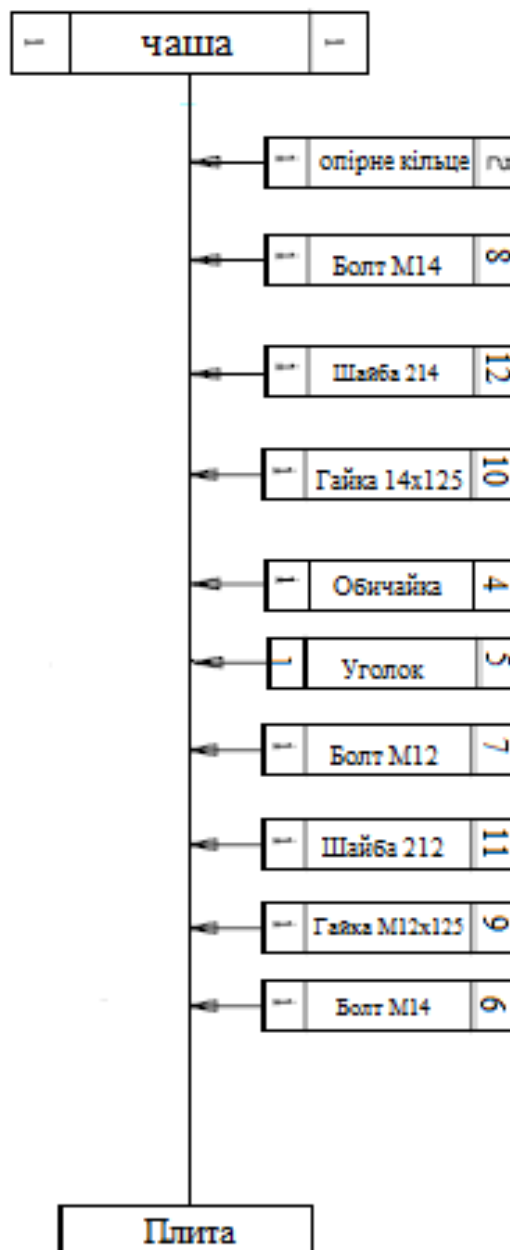 1 чаша 1
1 опірне кільце 2
1 Болт М14 8
1 Шайба 214 12
1 Гайка 14х125 10
1 Обичайка 4
1 Уголок 5
1 Болт М12 7
1 Шайба 212 11
1 Гайка М12х125 9
1 Болт М14 6
Плита